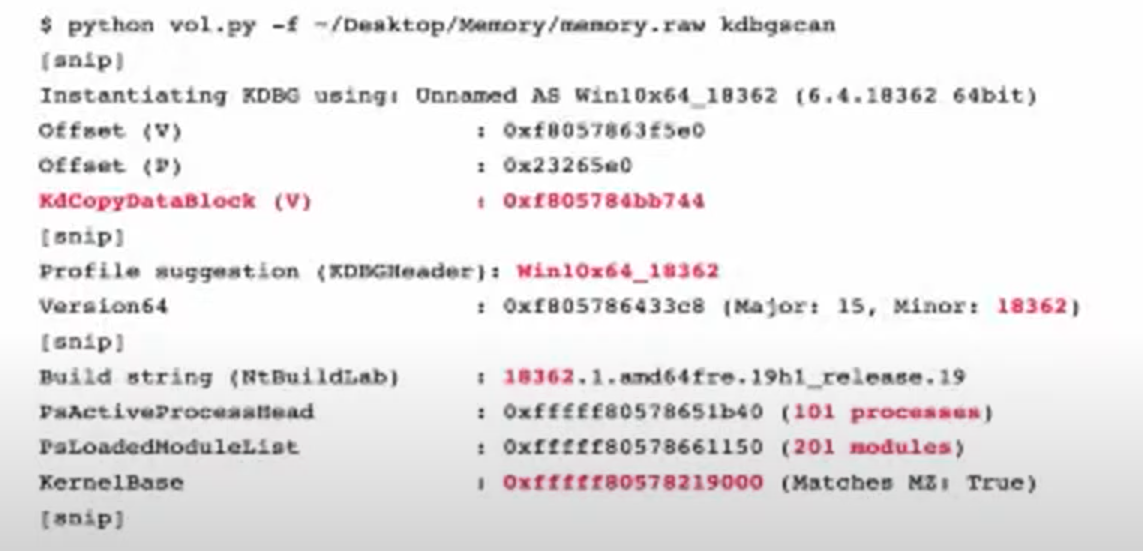 $ python vol.py -f ~/Desktop/Memory/memory.raw kdbgscan
[snip]
Instantiating KDBG using: Unnamed AS Win10x64_18362 (6.4.18362 64bit)
Offset (V) : 0xf8057863f5e0
Offset (P) : 0x23265e0
KdCopyDataBlock (V) : 0xf805784bb744
[snip]
Profile suggestion (KDBGHeader): Win10x64_18362
Version64 : 0xf805786433c8 (Major: 15, Minor: 18362)
[snip]
Build string (NtBuildLab) : 18362.1.amd64fre.19h1_release.19
PsActiveProcessHead : 0xfffff80578651b40 (101 processes)
PsLoadedModuleList : 0xfffff80578661150 (201 modules)
KernelBase : 0xfffff80578219000 (Matches MZ: True)
[snip]